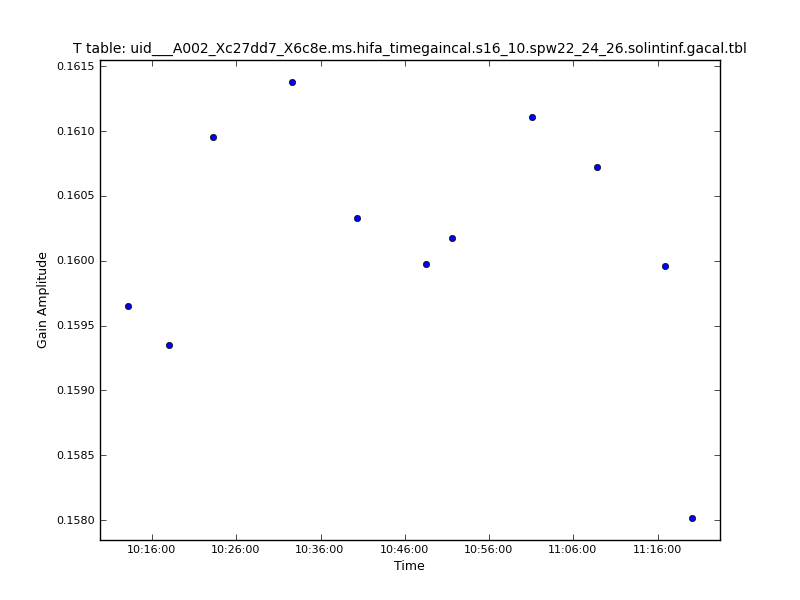 T table: uid___A002_Xc27dd7_X6c8e.ms.hifa_timegaincal.s16_10.spw22_24_26.solintinf.gacal.tbl
0.1615
0.1610
0.1605
0.1600
0.1595
0.1590
0.1585
0.1580
Gain Amplitude
10:16:00 10:26:00 10:36:00 10:46:00 10:56:00 11:06:00 11:16:00
Time